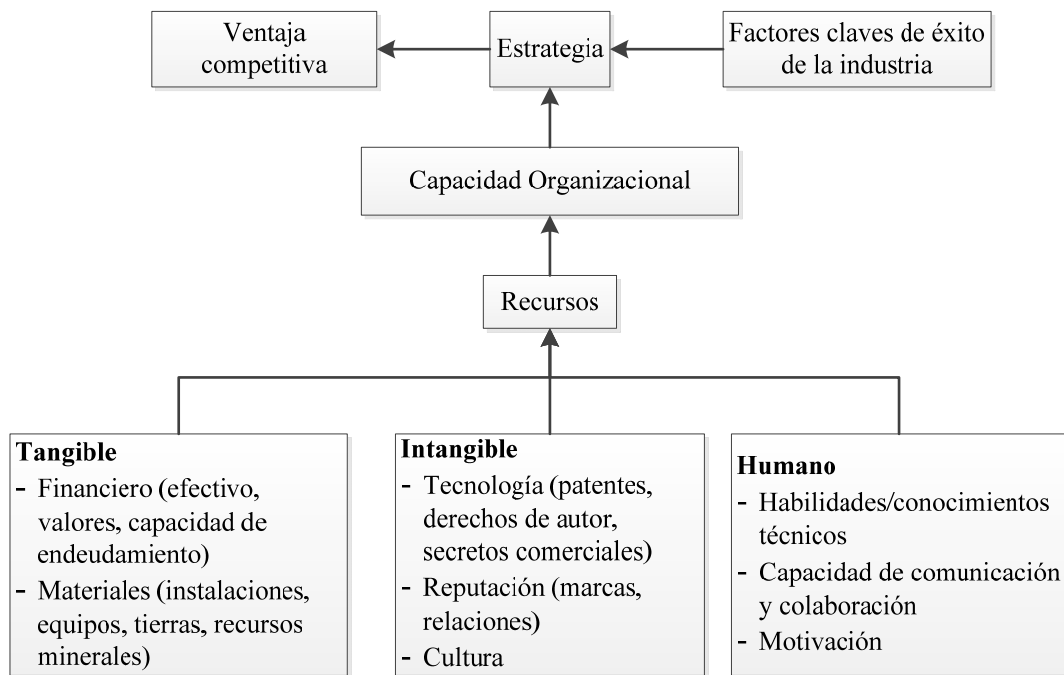 Ventaja
competitiva
Estrategia
Factores claves de éxito
de la industria
Capacidad Organizacional
Recursos
Tangible
- Financiero (efectivo,
valores, capacidad de
endeudamiento)
- Materiales (instalaciones,
equipos, tierras, recursos
minerales)
Intangible
- Tecnología (patentes,
derechos de autor,
secretos comerciales)
- Reputación (marcas,
relaciones)
- Cultura
Humano
- Habilidades/conocimientos
técnicos
- Capacidad de comunicación
y colaboración
- Motivación